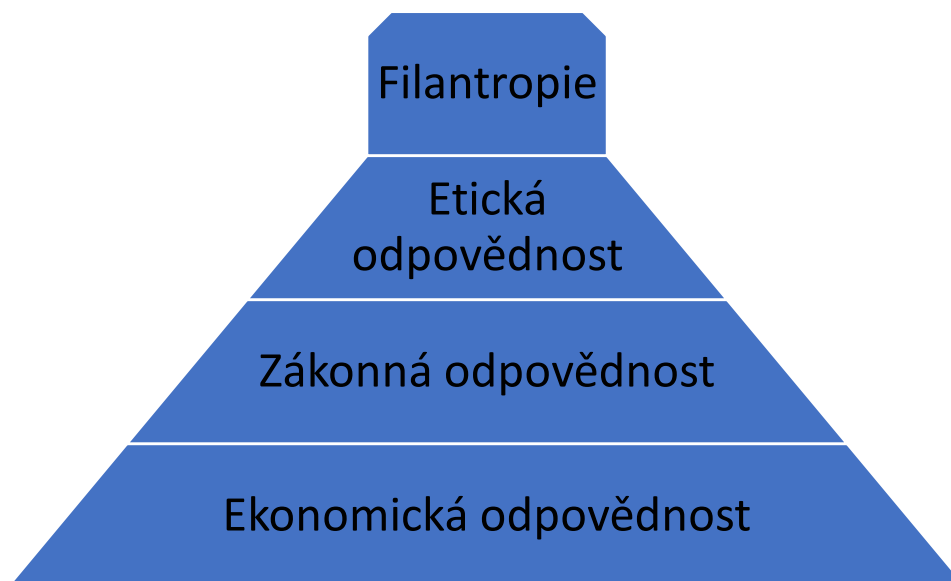 Filantropie
Etická
odpovědnost
Zákonná odpovědnost
Ekonomická odpovědnost